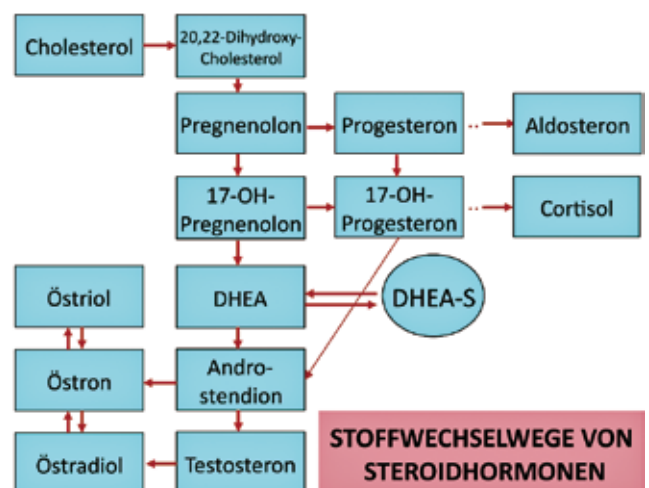 Cholesterol
20,22-Dihydroxy-
Cholesterol
Pregnenolon
Progesteron
Aldosteron
17-OH-
Pregnenolon
17-OH-
Progesteron
Cortisol
Östriol
DHEA
DHEA-S
Östron
Andro-
stendion
Östradiol
Testosteron
STOFFWECHSELWEGE VON
STEROIDHORMONEN